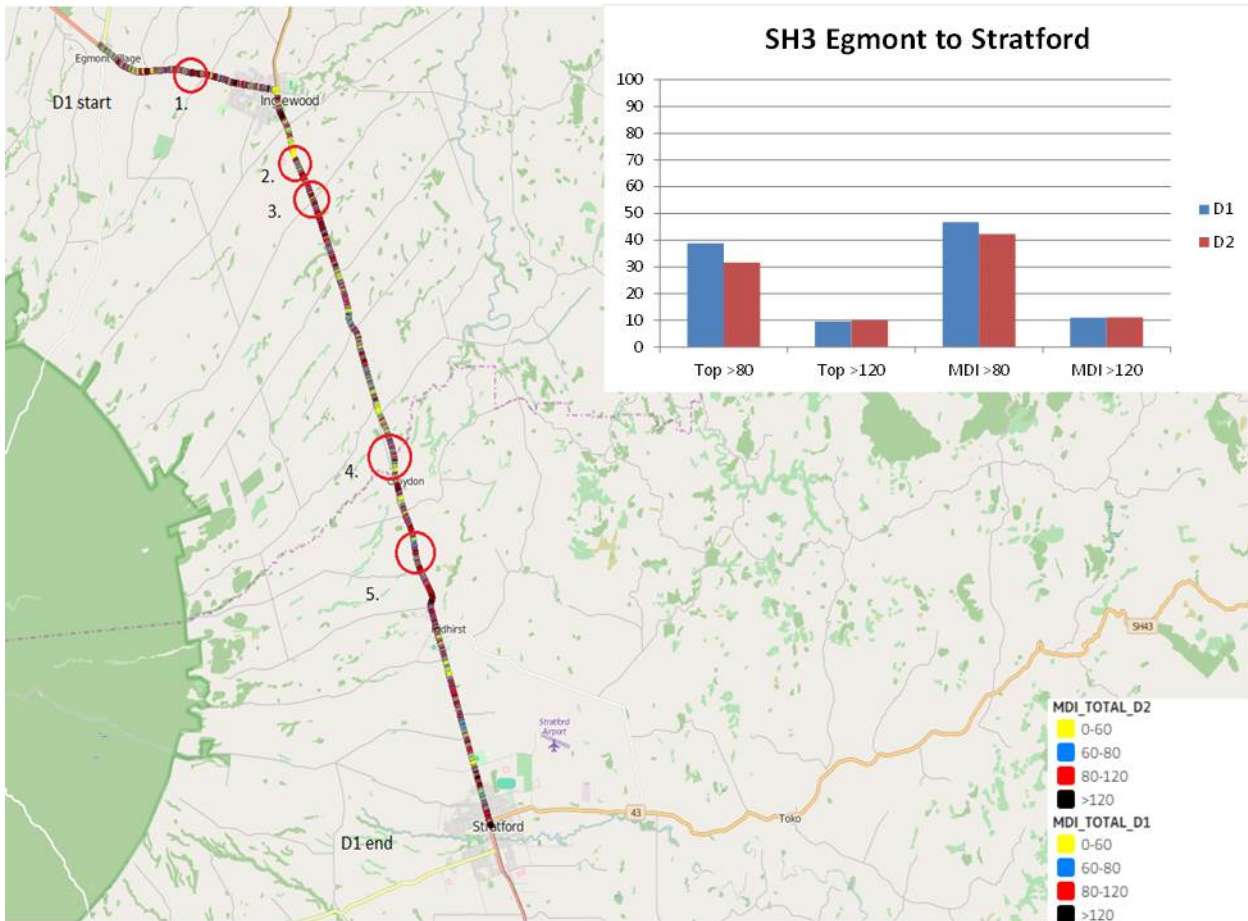 SH3 Egmont to Stratford
100
90
80
70
60
50
40
30
20
10
0
Top >80
Top >120
MDI >80
MDI >120
D1
D2
Egmont Village
D1 start
1.
Inglewood
2.
3.
4.
Croydon
5.
Midhirst
SH43
Stratford
Airport
43
Toko
Stratford
D1 end
MDI_TOTAL_D2
0-60
60-80
80-120
>120
MDI_TOTAL_D1
0-60
60-80
80-120
>120